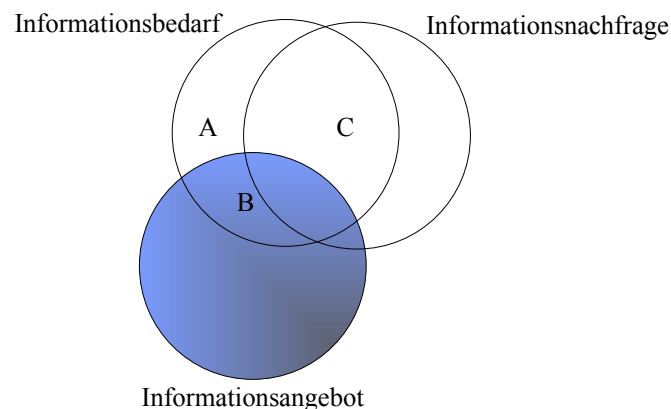 Informationsbedarf
Informationsnachfrage
A
C
B
Informationsangebot